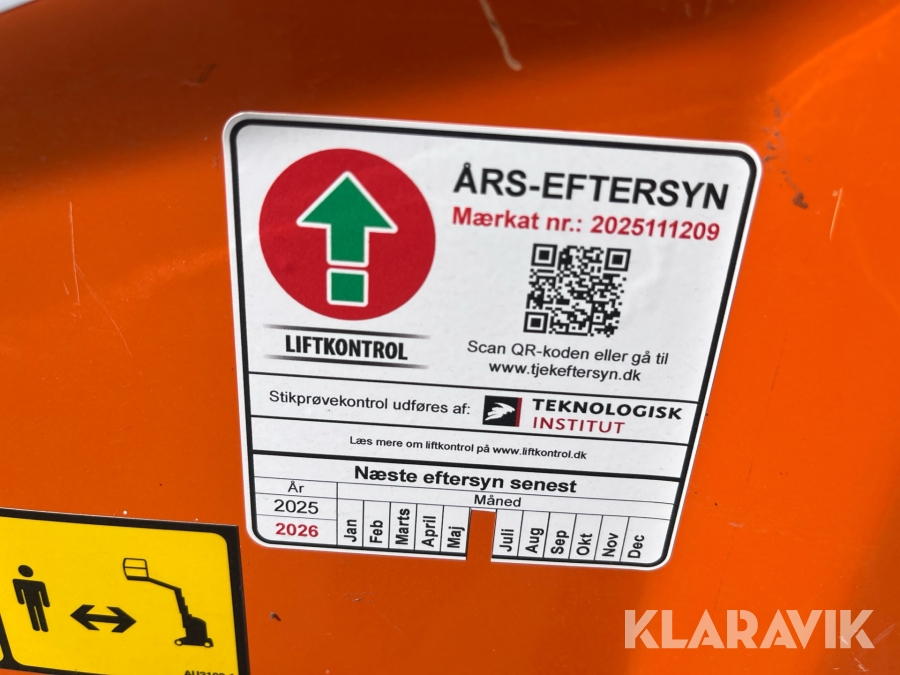 ÅRS-EFTERSYN
Mærkat nr.: 2025111209
LIFTKONTROL
Scan QR-koden eller gå til
www.tjekeftersyn.dk
Stikprøvekontrol udføres af:
TEKNOLOGISK
INSTITUT
Læs mere om liftkontrol på www.liftkontrol.dk
Næste eftersyn senest
År
Måned
2025
2026
Jan
Feb
Marts
April
Maj
Juli
Aug
Sep
Okt
Nov
Dec
KLARAVIK